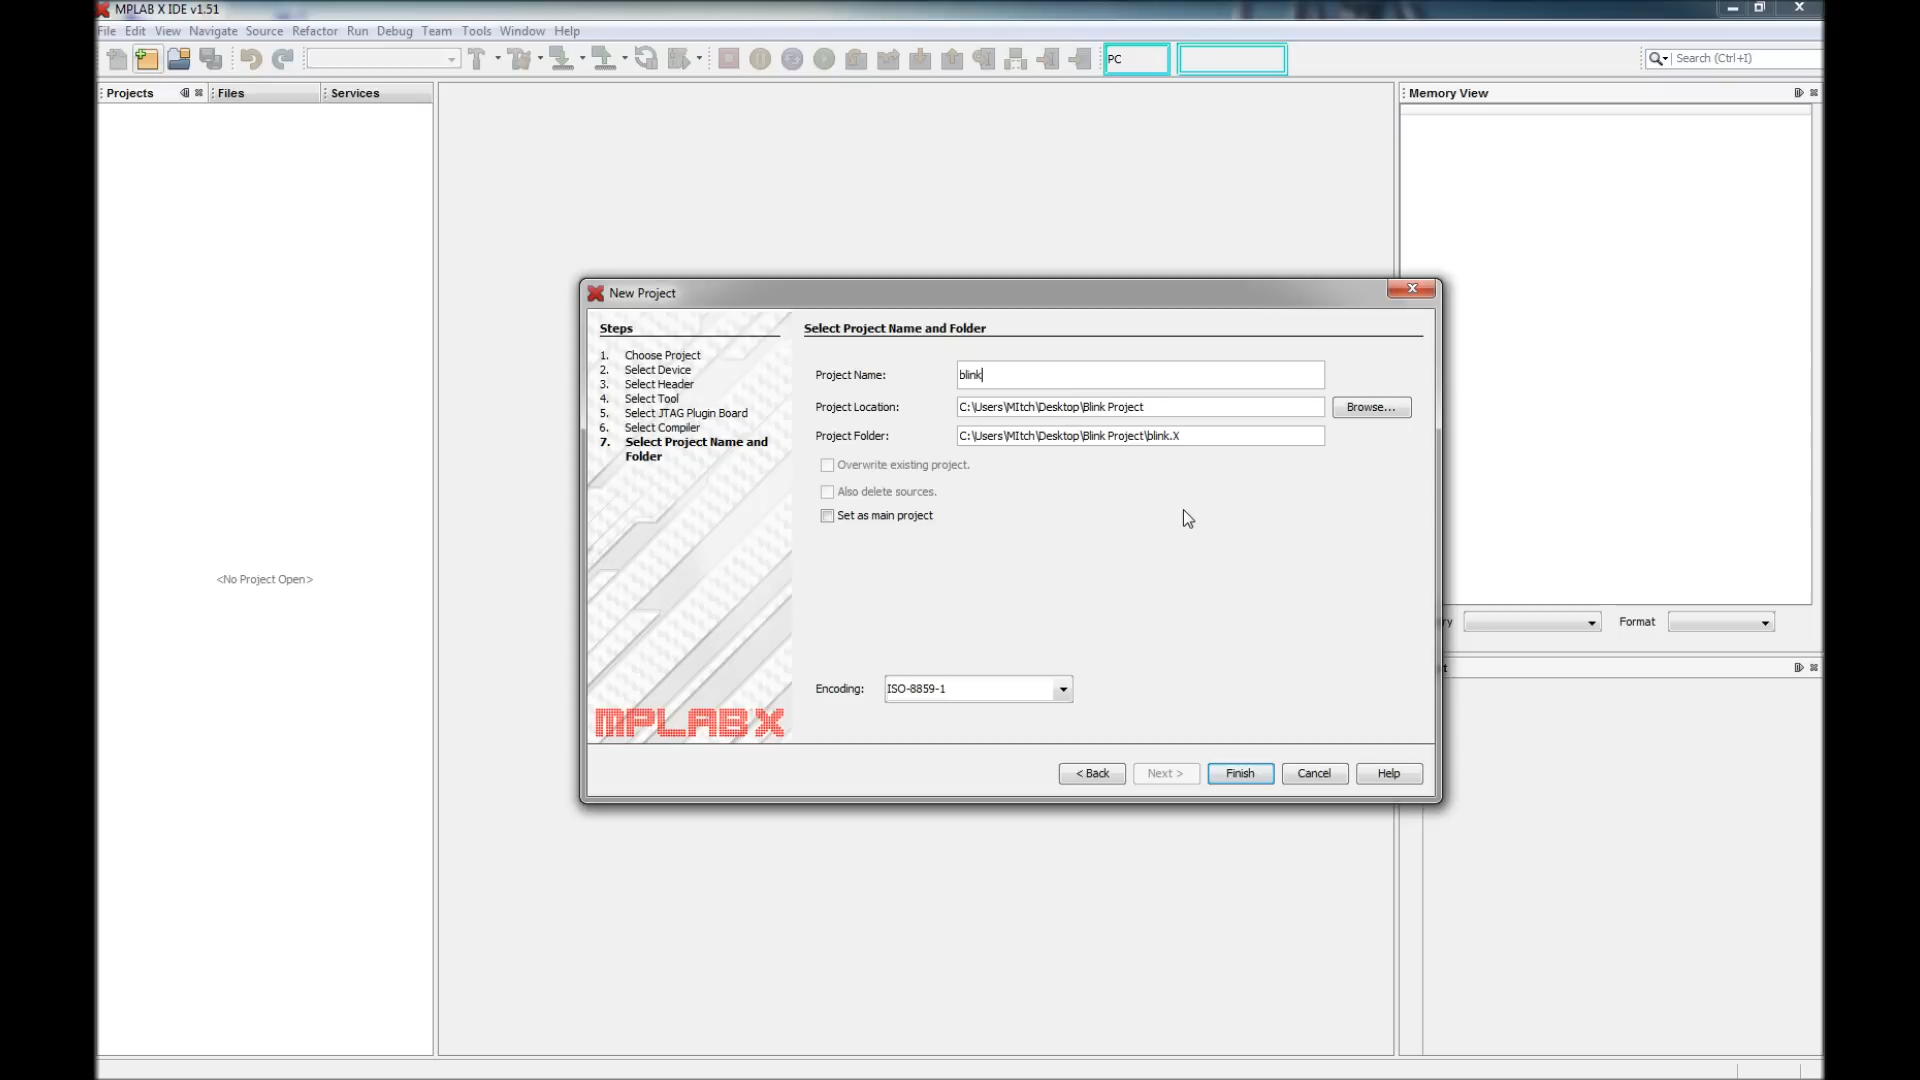 MPLAB X IDE v1.51
File Edit View Navigate Source Refactor Run Debug Team Tools Window Help
PC
Search (Ctrl+I)
Projects Files Services
Memory View
New Project
Steps
1. Choose Project
2. Select Device
3. Select Header
4. Select Tool
5. Select JTAG Plugin Board
6. Select Compiler
7. Select Project Name and
Folder
Select Project Name and Folder
Project Name: blink
Project Location: C:\Users\MItch\Desktop\Blink Project Browse...
Project Folder: C:\Users\MItch\Desktop\Blink Project\blink.X
Overwrite existing project.
Also delete sources.
Set as main project
<No Project Open>
ry Format
t
Encoding: ISO-8859-1
MPLAB X
< Back Next > Finish Cancel Help